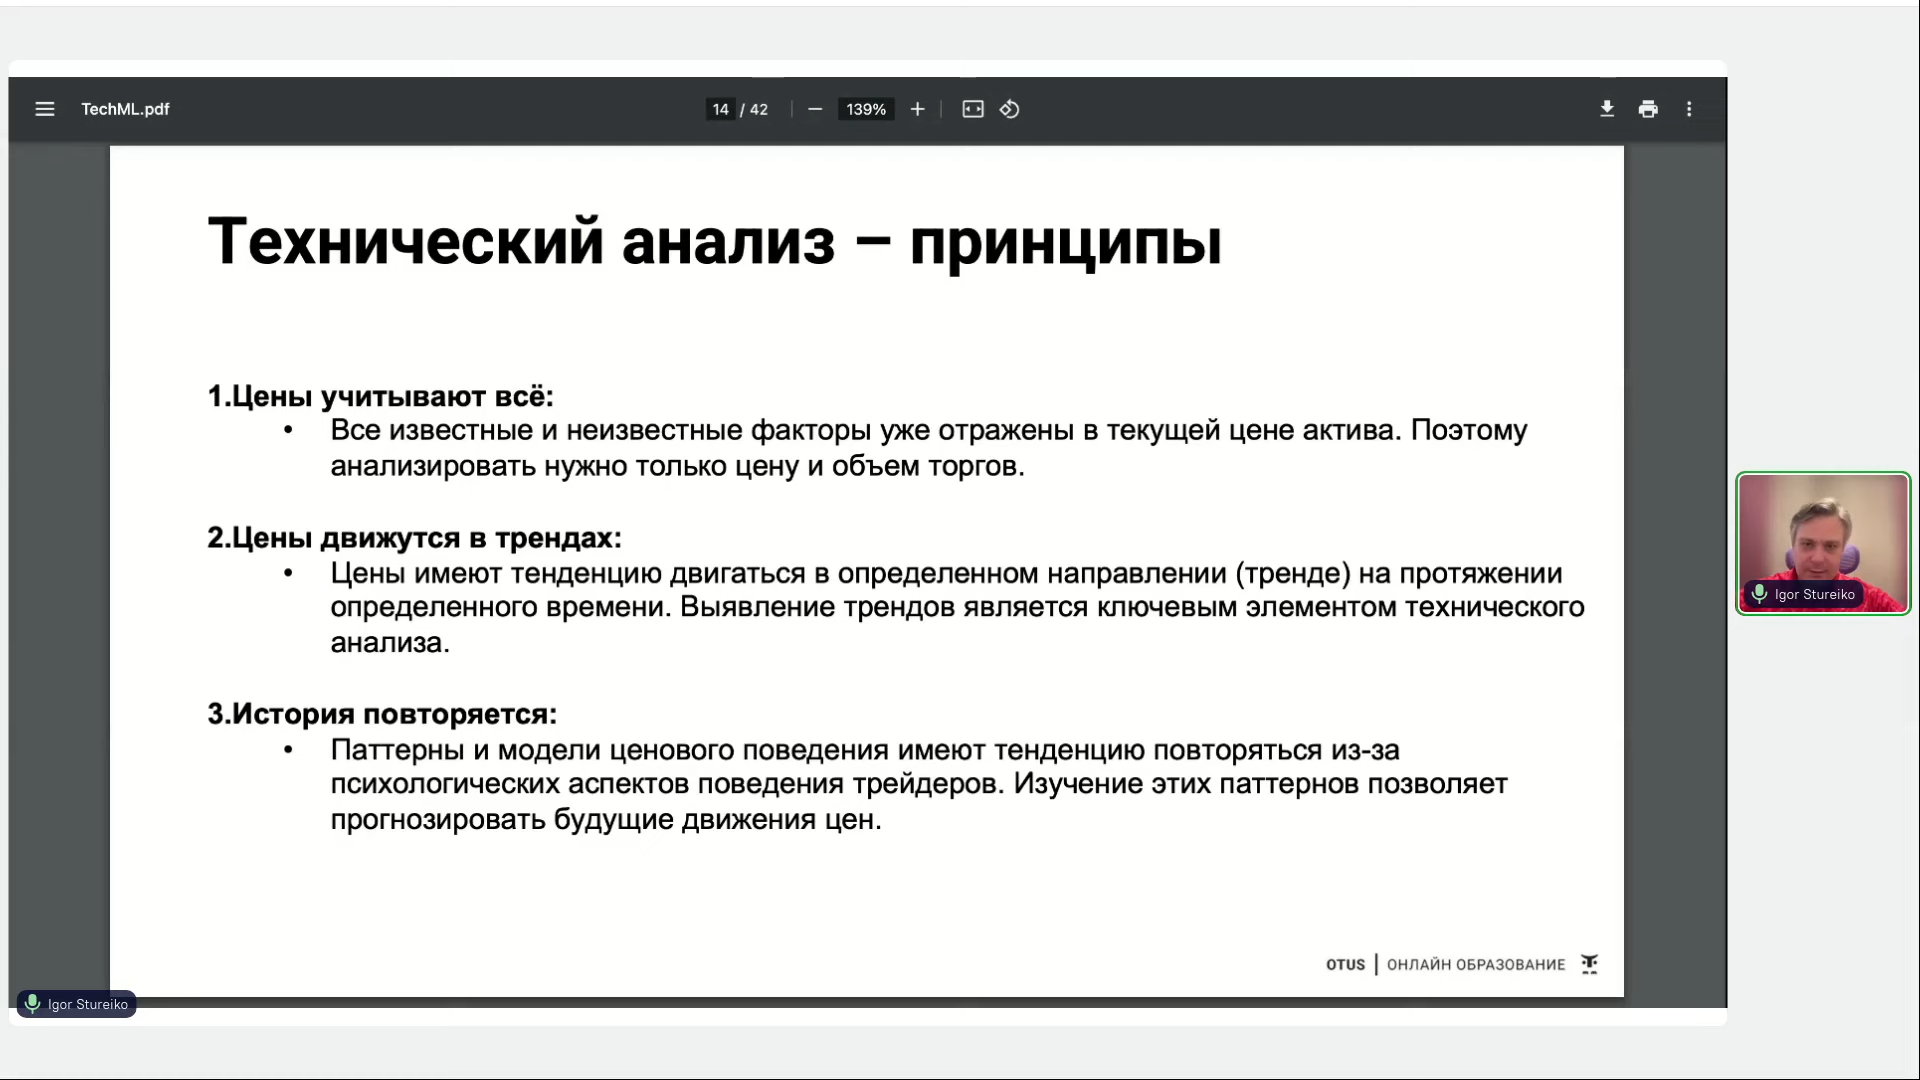 TechML.pdf
14 / 42
139%
Технический анализ – принципы
1.Цены учитывают всё:
• Все известные и неизвестные факторы уже отражены в текущей цене актива. Поэтому
анализировать нужно только цену и объем торгов.
2.Цены движутся в трендах:
• Цены имеют тенденцию двигаться в определенном направлении (тренде) на протяжении
определенного времени. Выявление трендов является ключевым элементом технического
анализа.
3.История повторяется:
• Паттерны и модели ценового поведения имеют тенденцию повторяться из-за
психологических аспектов поведения трейдеров. Изучение этих паттернов позволяет
прогнозировать будущие движения цен.
OTUS | ОНЛАЙН ОБРАЗОВАНИЕ
Igor Stureiko
Igor Stureiko